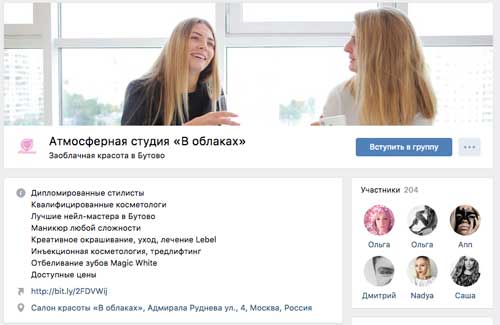 Атмосферная студия «В облаках»
Заоблачная красота в Бутово
Вступить в группу
Дипломированные стилисты
Квалифицированные косметологи
Лучшие нейл-мастера в Бутово
Маникюр любой сложности
Креативное окрашивание, уход, лечение Lebel
Инъекционная косметология, тредлифтинг
Отбеливание зубов Magic White
Доступные цены
http://bit.ly/2FDVWij
Салон красоты «В облаках», Адмирала Руднева ул., 4, Москва, Россия
Участники 204
Ольга Ольга Ann
Дмитрий Nadya Саша